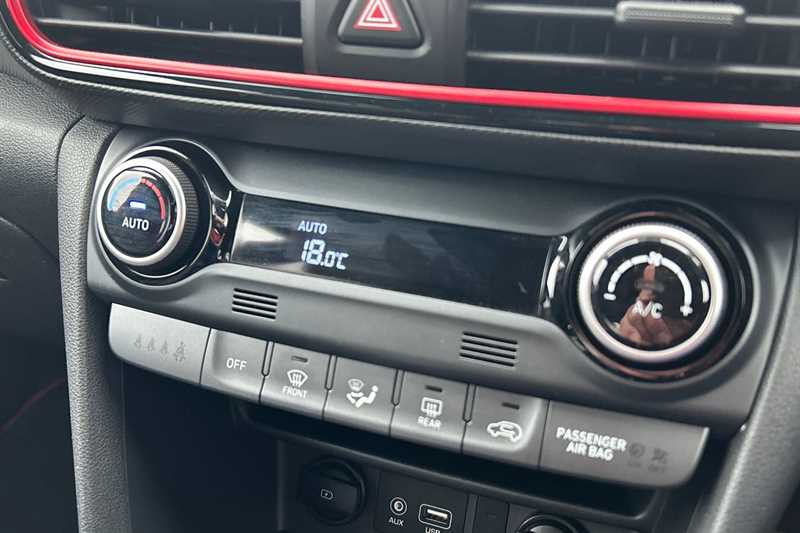 AUTO
AUTO
18.0°C
A/C
- +
OFF
FRONT
REAR
PASSENGER
AIR BAG
AUX
USB